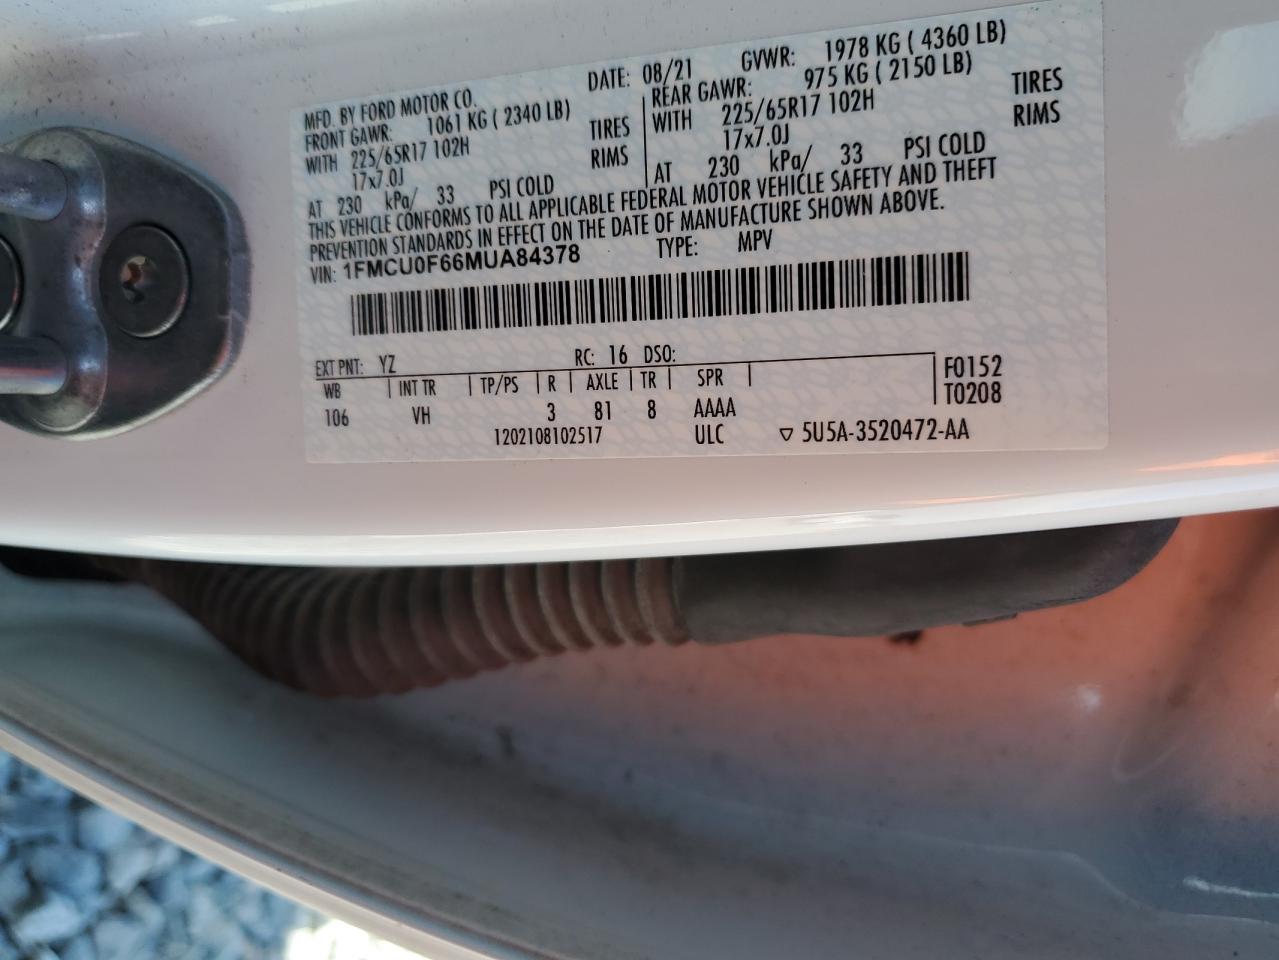 MFD. BY FORD MOTOR CO. DATE: 08/21 GVWR: 1978 KG ( 4360 LB)
FRONT GAWR: 1061 KG ( 2340 LB) REAR GAWR: 975 KG ( 2150 LB)
WITH 225/65R17 102H TIRES WITH 225/65R17 102H TIRES
17x7.0J RIMS 17x7.0J RIMS
AT 230 kPa/ 33 PSI COLD AT 230 kPa/ 33 PSI COLD
THIS VEHICLE CONFORMS TO ALL APPLICABLE FEDERAL MOTOR VEHICLE SAFETY AND THEFT
PREVENTION STANDARDS IN EFFECT ON THE DATE OF MANUFACTURE SHOWN ABOVE.
VIN: 1FMCU0F66MUA84378 TYPE: MPV
EXT PNT: YZ RC: 16 DSO:
WB INT TR TP/PS R AXLE TR SPR F0152
106 VH 3 81 8 AAAA T0208
1202108102517 ULC ▽ 5U5A-3520472-AA